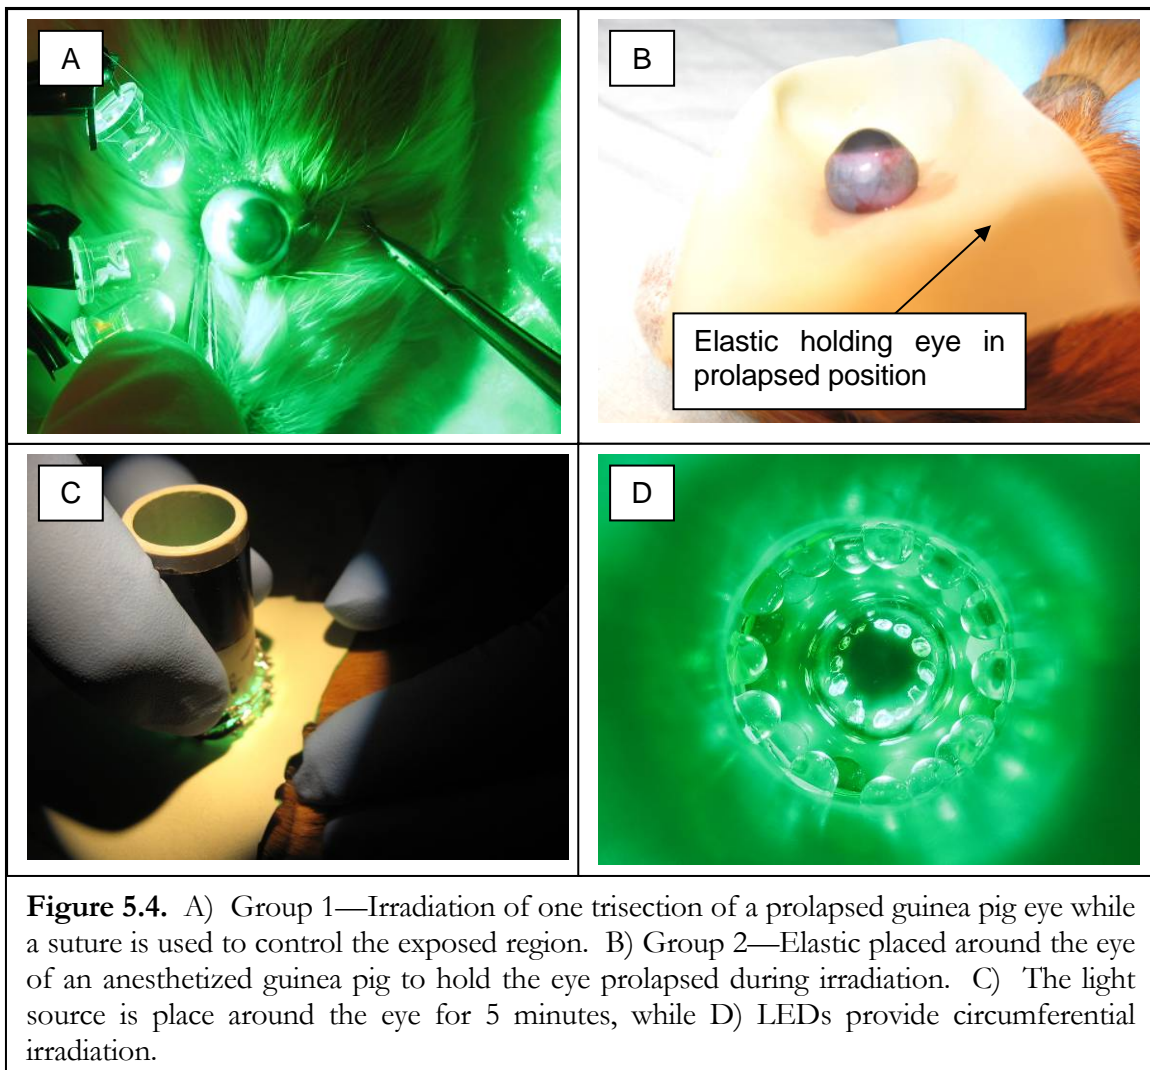 A
B
Elastic holding eye in
prolapsed position
C
D
Figure 5.4. A) Group 1—Irradiation of one trisection of a prolapsed guinea pig eye while
a suture is used to control the exposed region. B) Group 2—Elastic placed around the eye
of an anesthetized guinea pig to hold the eye prolapsed during irradiation. C) The light
source is place around the eye for 5 minutes, while D) LEDs provide circumferential
irradiation.